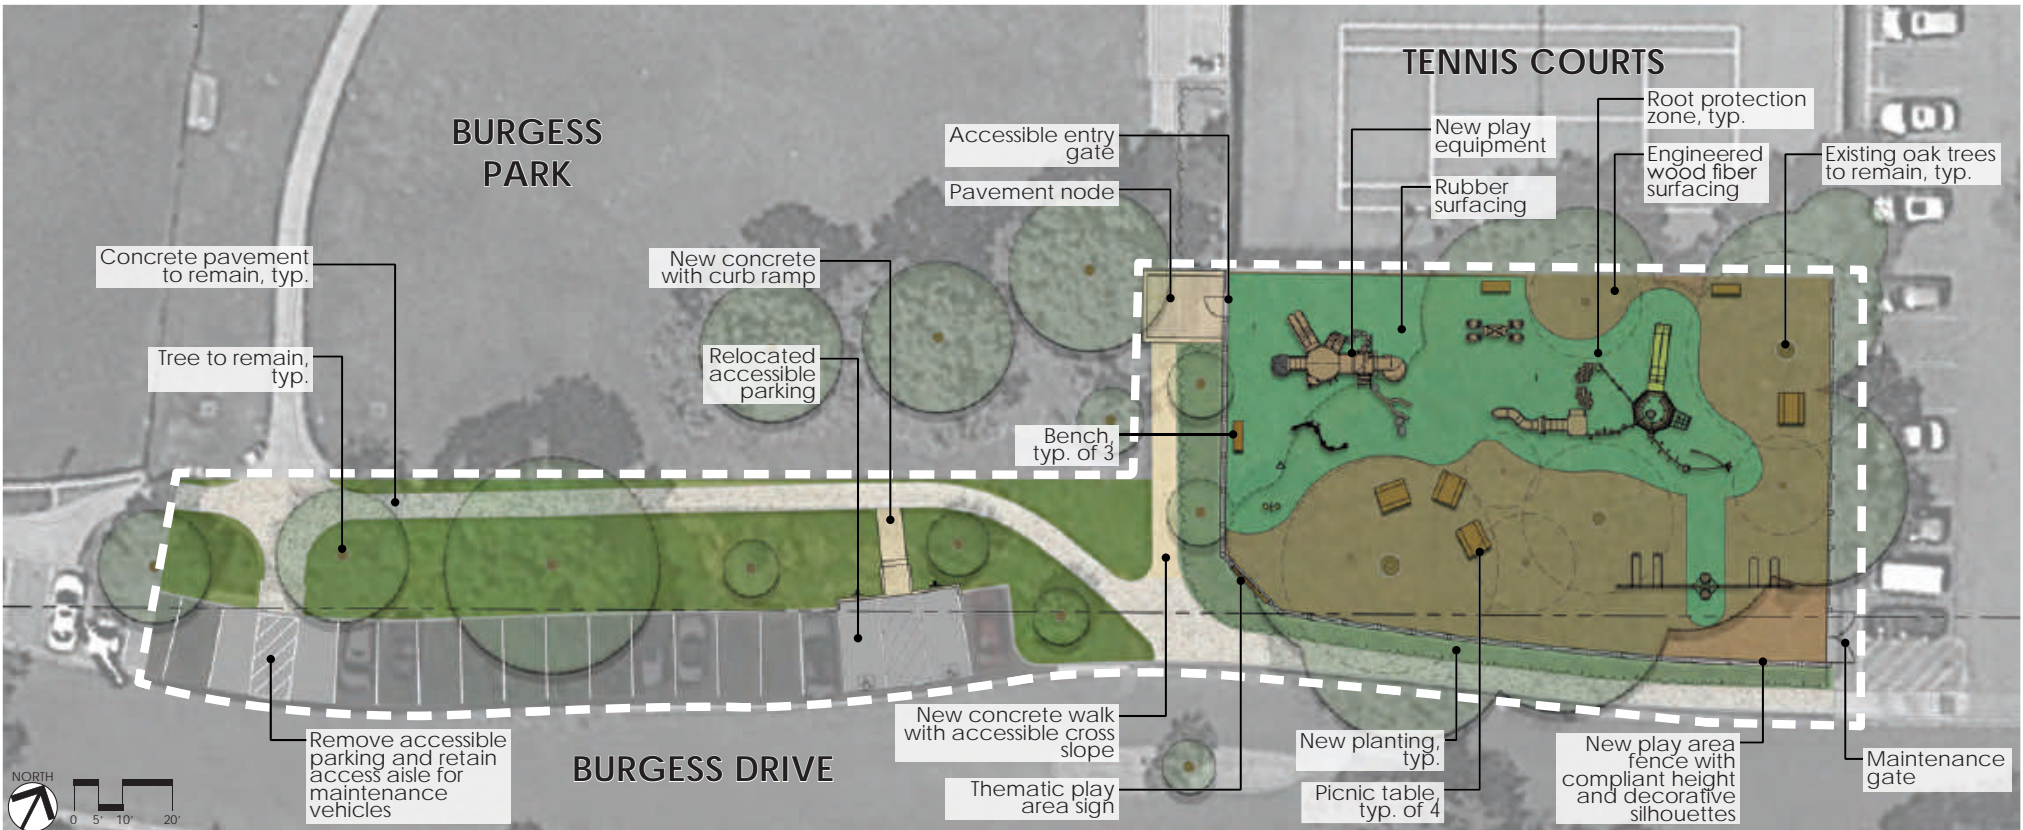 TENNIS COURTS
BURGESS
PARK
Root protection
zone, typ.
New play
equipment
Accessible entry
gate
Engineered
wood fiber
surfacing
Existing oak trees
to remain, typ.
Pavement node
Rubber
surfacing
Concrete pavement
to remain, typ.
New concrete
with curb ramp
Tree to remain,
typ.
Relocated
accessible
parking
Bench,
typ. of 3
New concrete walk
with accessible cross
slope
Remove accessible
parking and retain
access aisle for
maintenance
vehicles
BURGESS DRIVE
Thematic play
area sign
New planting,
typ.
Picnic table,
typ. of 4
New play area
fence with
compliant height
and decorative
silhouettes
Maintenance
gate
NORTH
0 5' 10' 20'